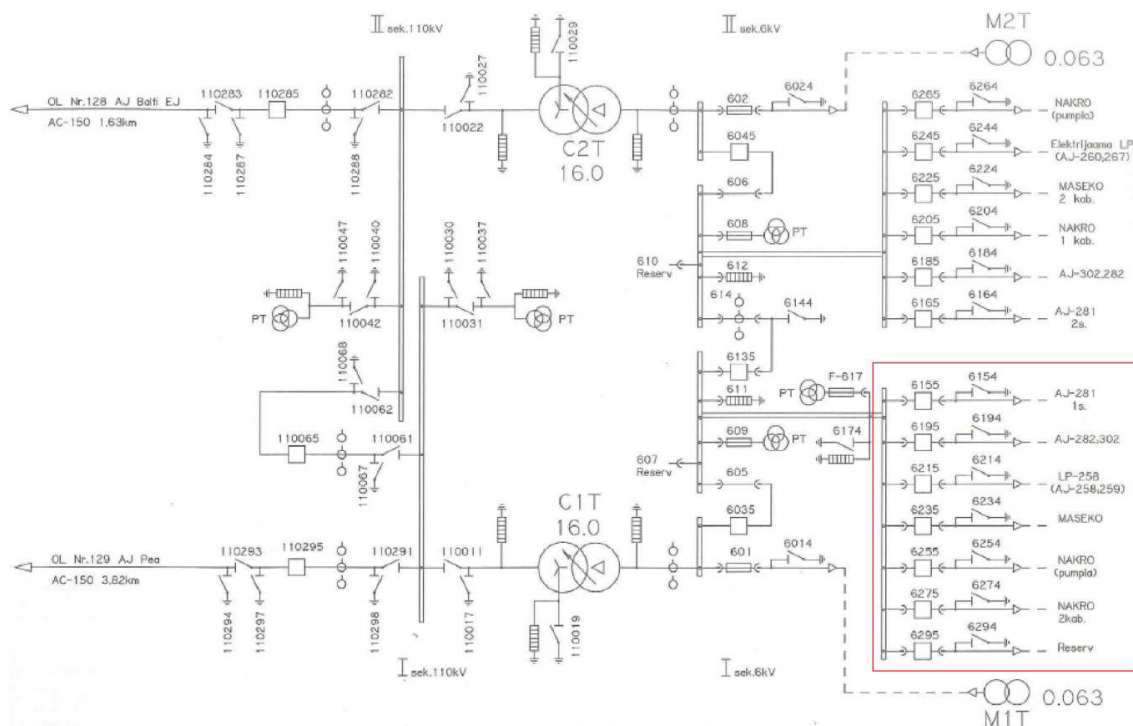 II sek.110kV
110029
II sek.6kV
M2T
0.063
110027
110283
110285
110282
OL Nr.128 AJ Balti EJ
AC-150 1,63km
110284
110287
110288
110022
C2T
16.0
602
6024
6045
606
608
PT
610
Reserv
612
614
6144
6135
611
609
PT
607
Reserv
605
6035
601
6014
6265
6264
NAKRO
(pumpla)
6245
6244
Elektrijaama LP
(AJ-260,267)
6225
6224
MASEKO
2 kab.
6205
6204
NAKRO
1 kab.
6185
6184
AJ-302,282
6165
6164
AJ-281
2s.
110047
110040
110030
110037
PT
110042
110031
PT
110068
110062
110065
110061
110067
F-617
PT
6174
6155
6154
AJ-281
1s.
6195
6194
AJ-282,302
6215
6214
LP-258
(AJ-258,259)
6235
6234
MASEKO
6255
6254
NAKRO
(pumpla)
6275
6274
NAKRO
2kab.
6295
6294
Reserv
OL Nr.129 AJ Pea
AC-150 3,82km
110293
110295
110291
110011
110294
110297
110298
110017
C1T
16.0
110019
I sek.110kV
I sek.6kV
M1T
0.063